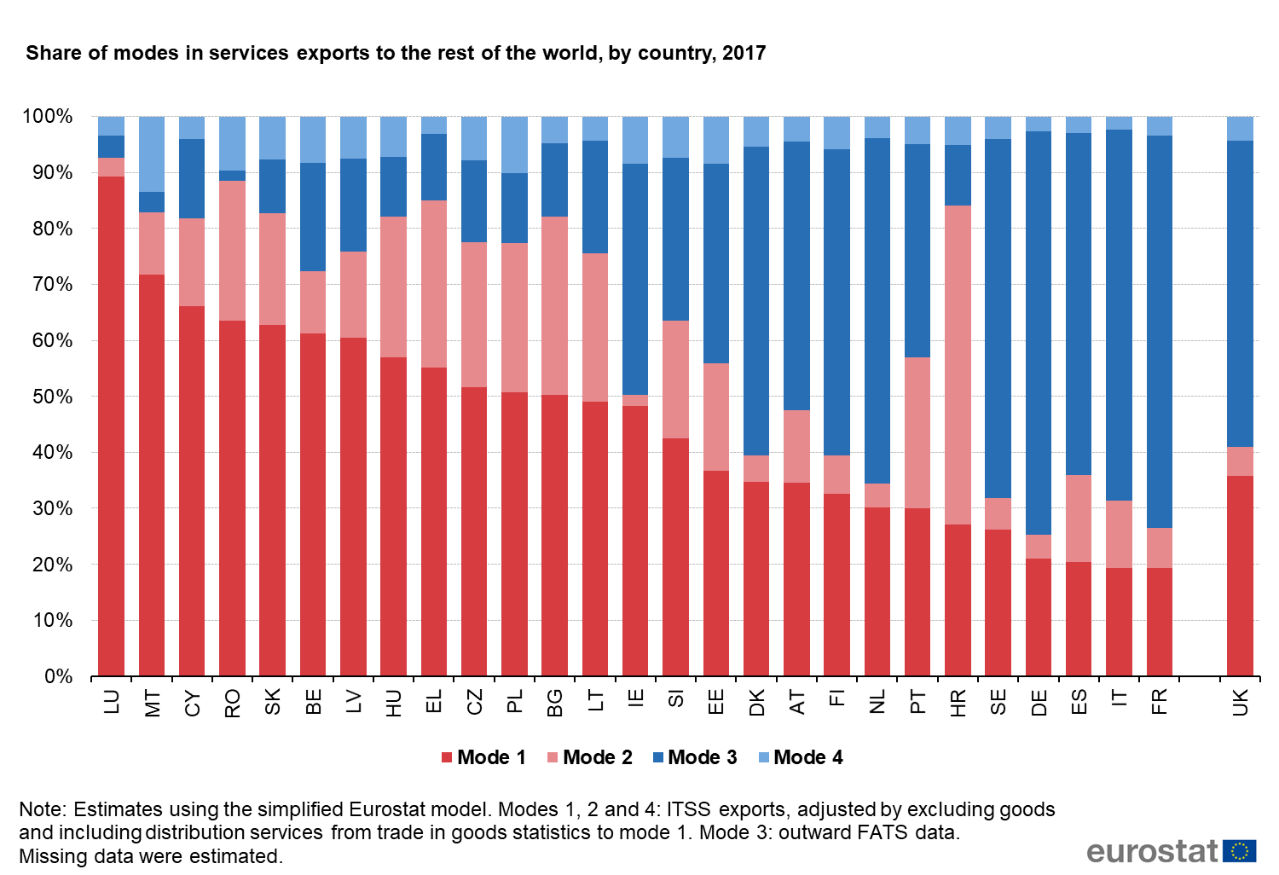 Share of modes in services exports to the rest of the world, by country, 2017
100%
90%
80%
70%
60%
50%
40%
30%
20%
10%
0%
LU MT CY RO SK BE LV HU EL CZ PL BG LT IE SI EE DK AT FI NL PT HR SE DE ES IT FR UK
Mode 1 Mode 2 Mode 3 Mode 4
Note: Estimates using the simplified Eurostat model. Modes 1, 2 and 4: ITSS exports, adjusted by excluding goods
and including distribution services from trade in goods statistics to mode 1. Mode 3: outward FATS data.
Missing data were estimated.
eurostat